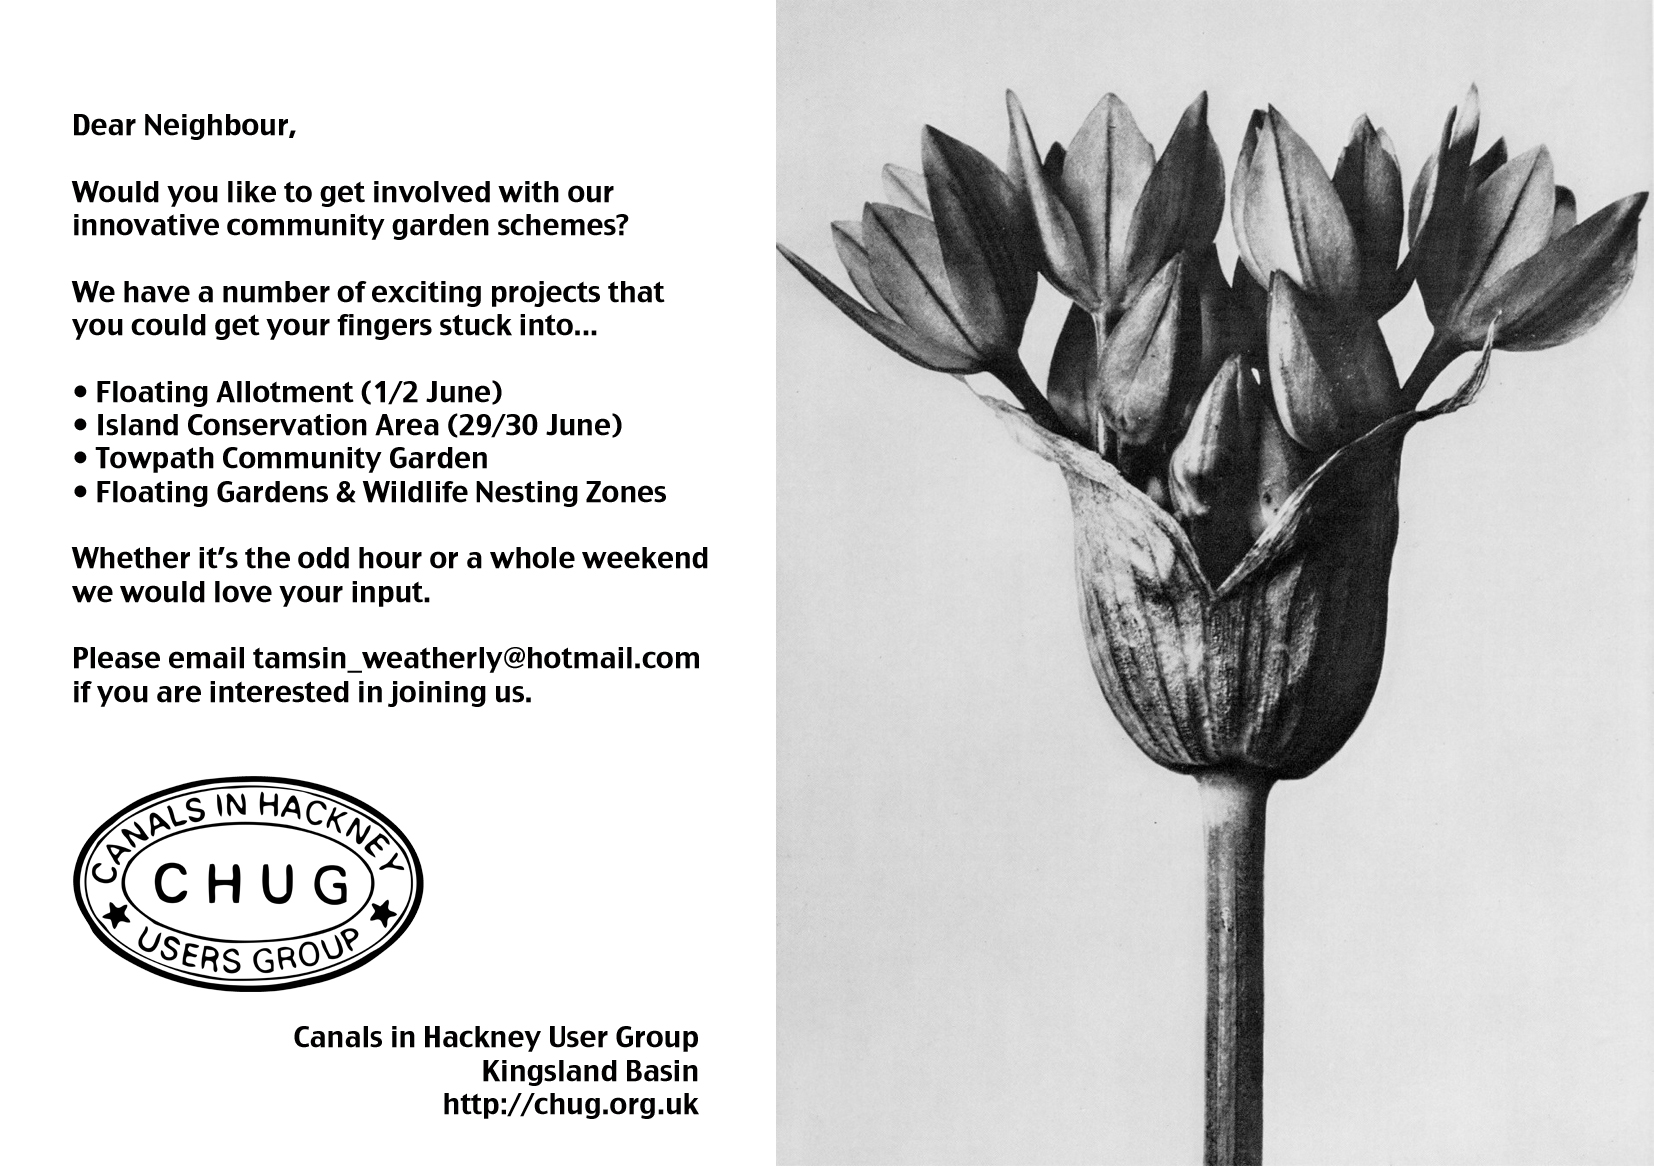 Dear Neighbour,
Would you like to get involved with our
innovative community garden schemes?
We have a number of exciting projects that
you could get your fingers stuck into...
• Floating Allotment (1/2 June)
• Island Conservation Area (29/30 June)
• Towpath Community Garden
• Floating Gardens & Wildlife Nesting Zones
Whether it’s the odd hour or a whole weekend
we would love your input.
Please email tamsin_weatherly@hotmail.com
if you are interested in joining us.
CANALS IN HACKNEY
CHUG
USERS GROUP
Canals in Hackney User Group
Kingsland Basin
http://chug.org.uk